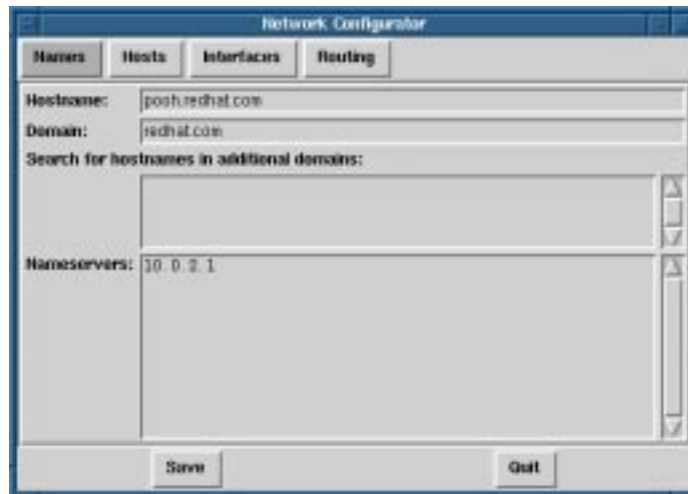 Network Configurator
Names Hosts Interfaces Routing
Hostname: pooh.redhat.com
Domain: redhat.com
Search for hostnames in additional domains:
Nameservers: 10.0.2.1
Save Quit